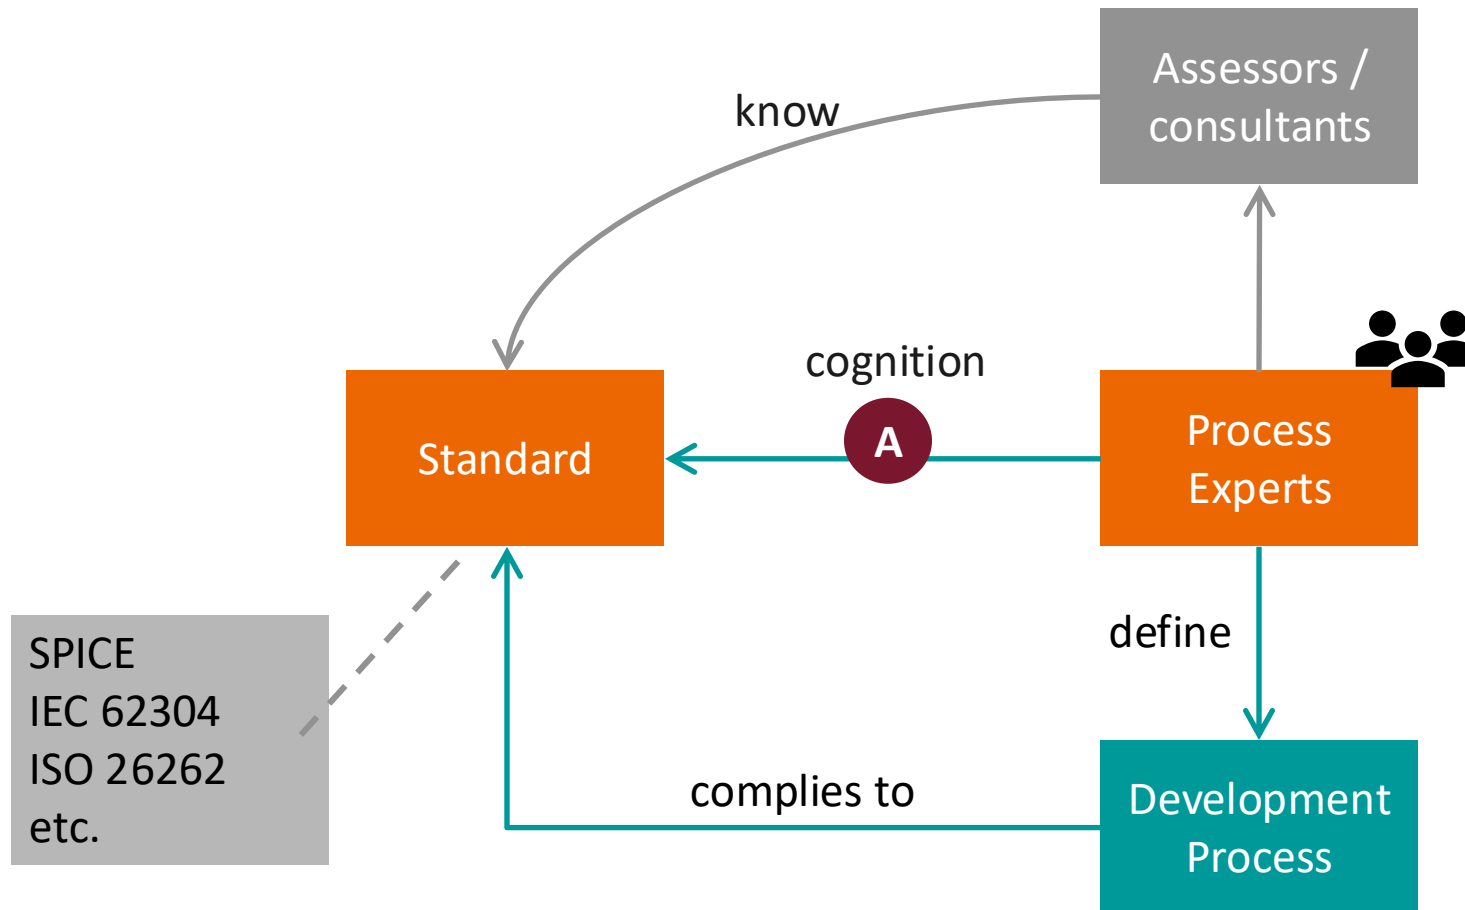 Assessors /
consultants
know
cognition
A
Standard
Process
Experts
define
SPICE
IEC 62304
ISO 26262
etc.
complies to
Development
Process